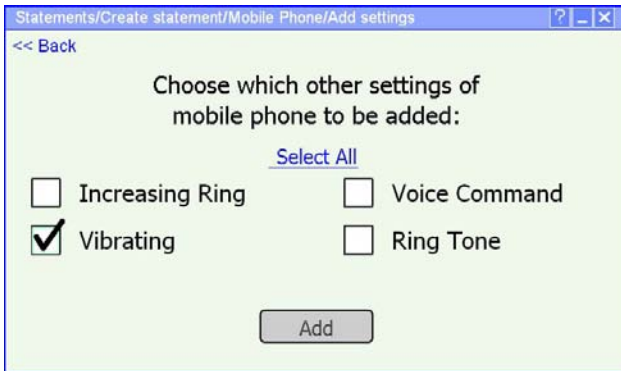 Statements/Create statement/Mobile Phone/Add settings ? _ X
<< Back
Choose which other settings of
mobile phone to be added:
Select All
Increasing Ring Voice Command
Vibrating Ring Tone
Add